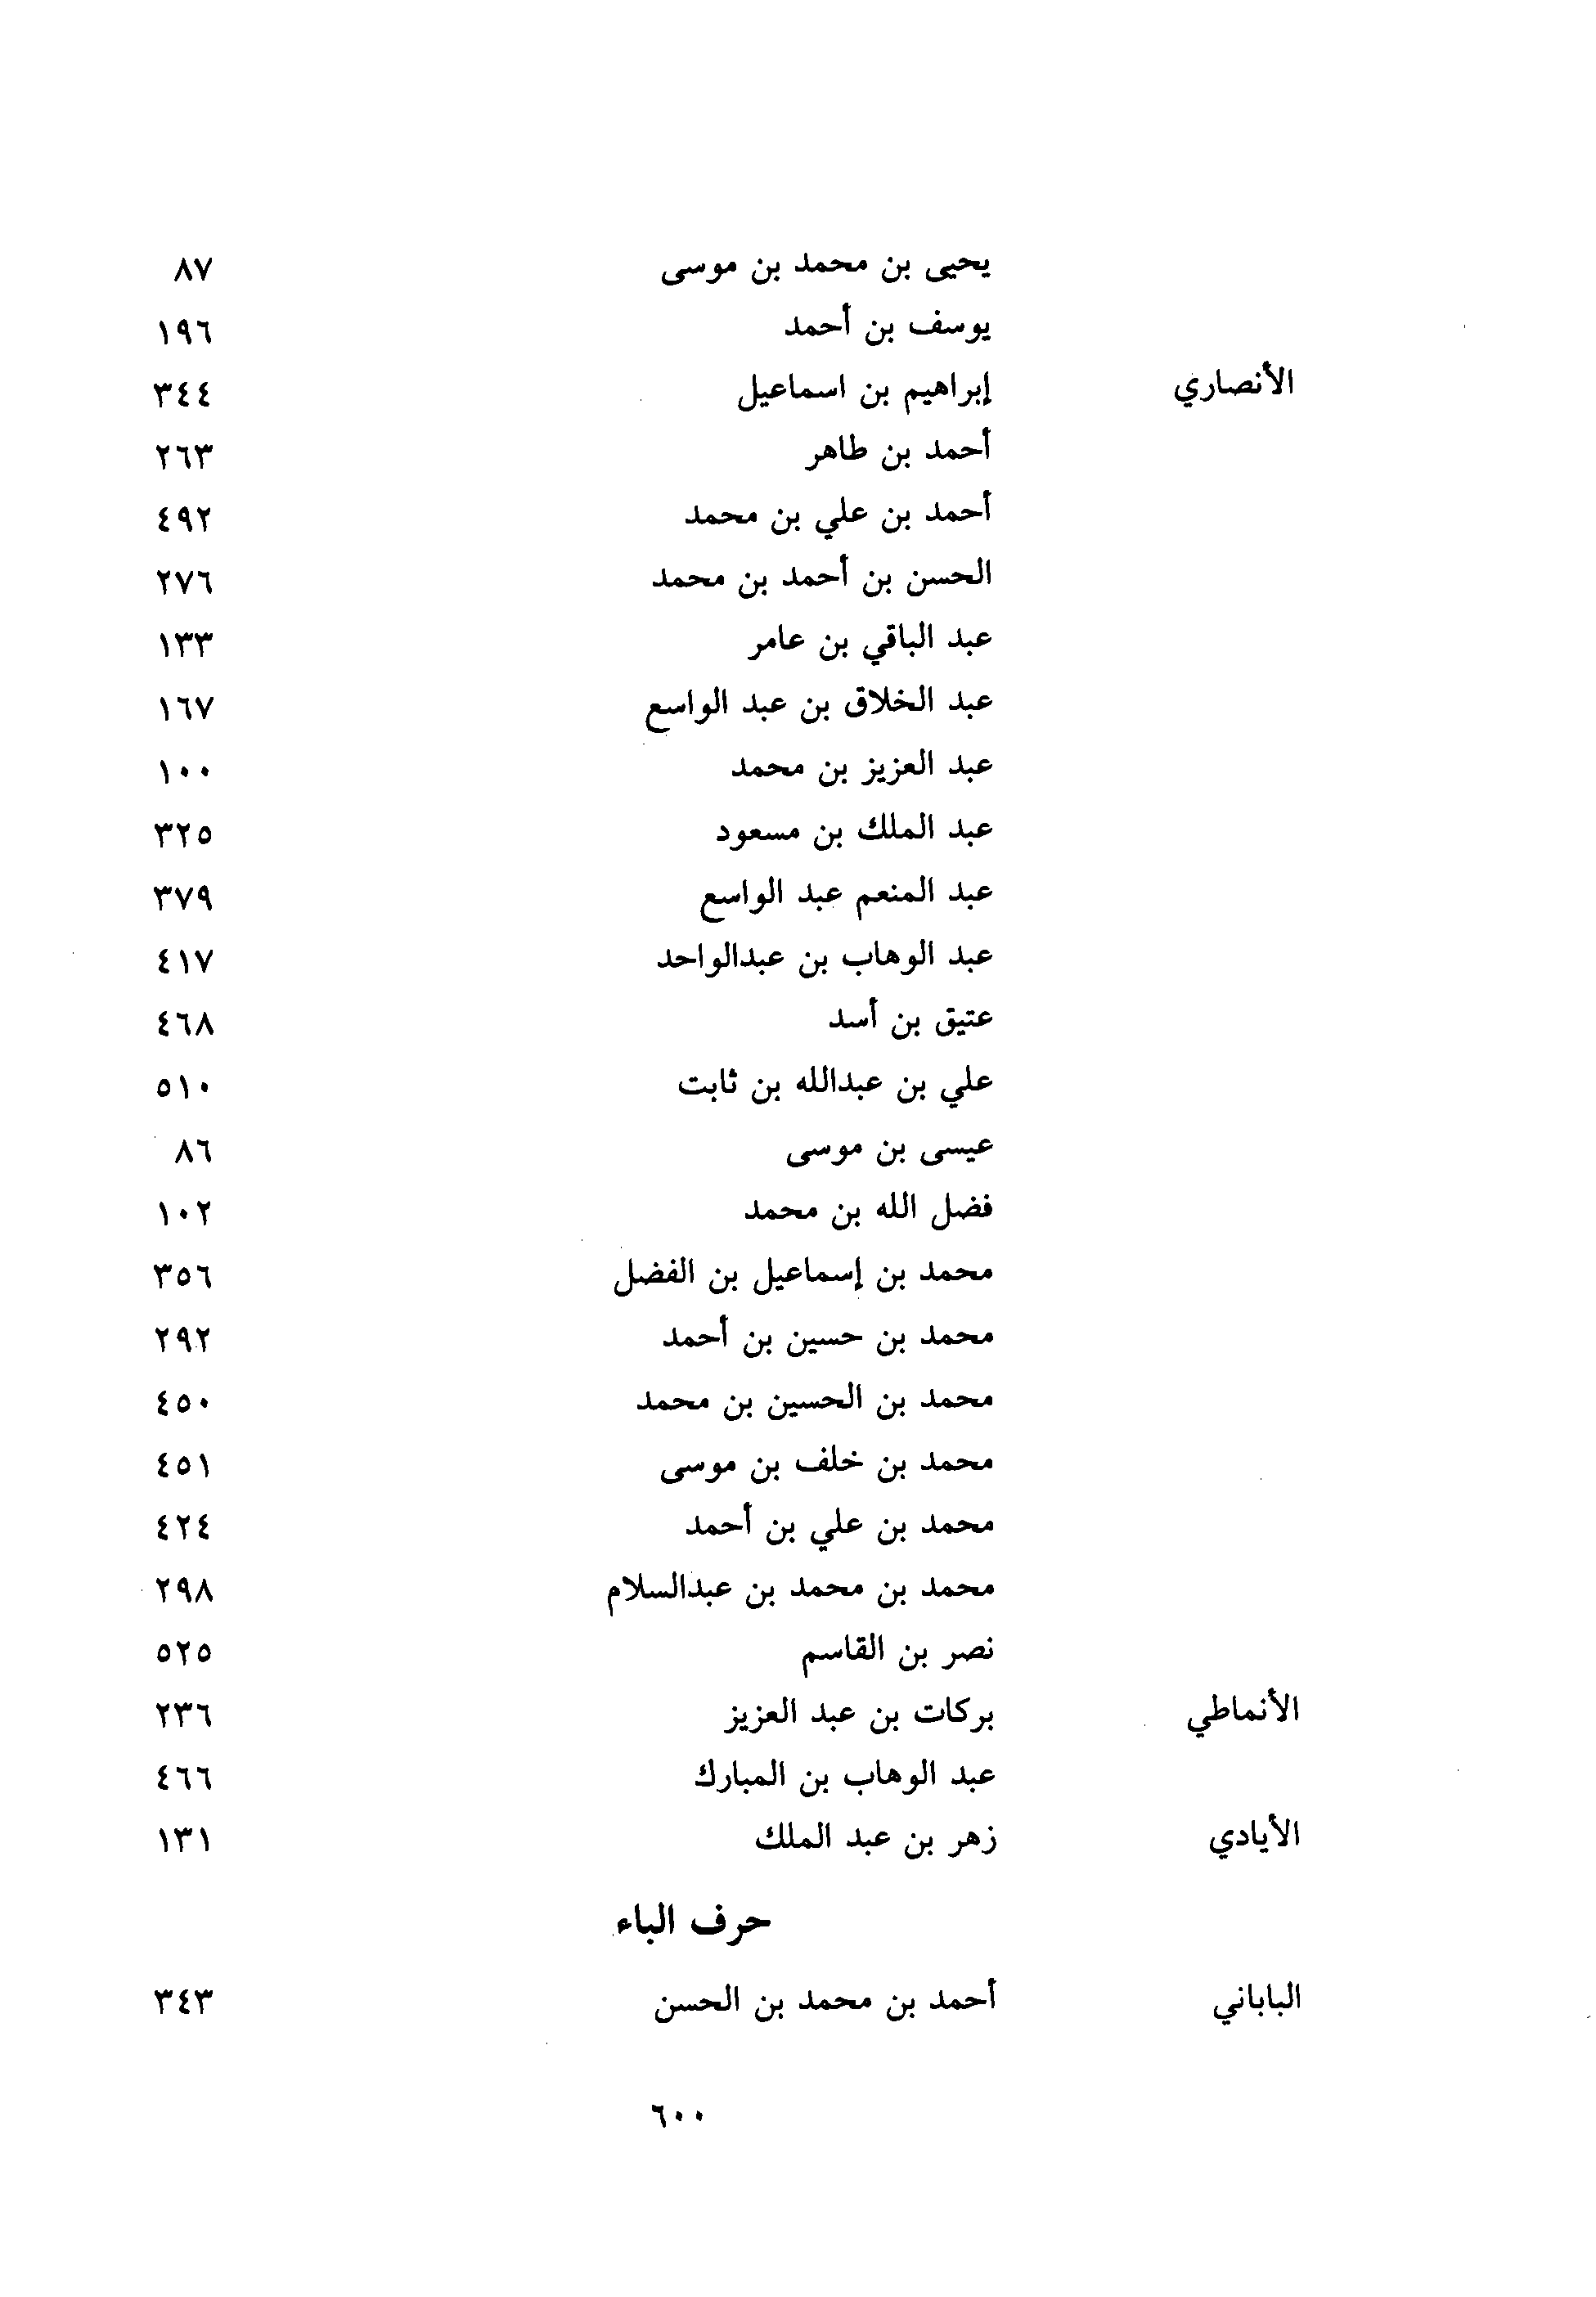 يحيى بن محمد بن موسى ٨٧
يوسف بن أحمد ١٩٦
الأنصاري إبراهيم بن اسماعيل ٣٤٤
أحمد بن طاهر ٢٦٣
أحمد بن علي بن محمد ٤٩٢
الحسن بن أحمد بن محمد ٢٧٦
عبد الباقي بن عامر ١٣٣
عبد الخلاق بن عبد الواسع ١٦٧
عبد العزيز بن محمد ١٠٠
عبد الملك بن مسعود ٣٢٥
عبد المنعم عبد الواسع ٣٧٩
عبد الوهاب بن عبدالواحد ٤١٧
عتيق بن أسد ٤٦٨
علي بن عبدالله بن ثابت ٥١٠
عيسى بن موسى ٨٦
فضل الله بن محمد ١٠٢
محمد بن إسماعيل بن الفضل ٣٥٦
محمد بن حسين بن أحمد ٢٩٢
محمد بن الحسين بن محمد ٤٥٠
محمد بن خلف بن موسى ٤٥١
محمد بن علي بن أحمد ٤٢٤
محمد بن محمد بن عبدالسلام ٢٩٨
نصر بن القاسم ٥٢٥
الأنماطي بركات بن عبد العزيز ٢٣٦
عبد الوهاب بن المبارك ٤٦٦
الأيادي زهر بن عبد الملك ١٣١
حرف الباء
الباباني أحمد بن محمد بن الحسن ٣٤٣
٦٠٠